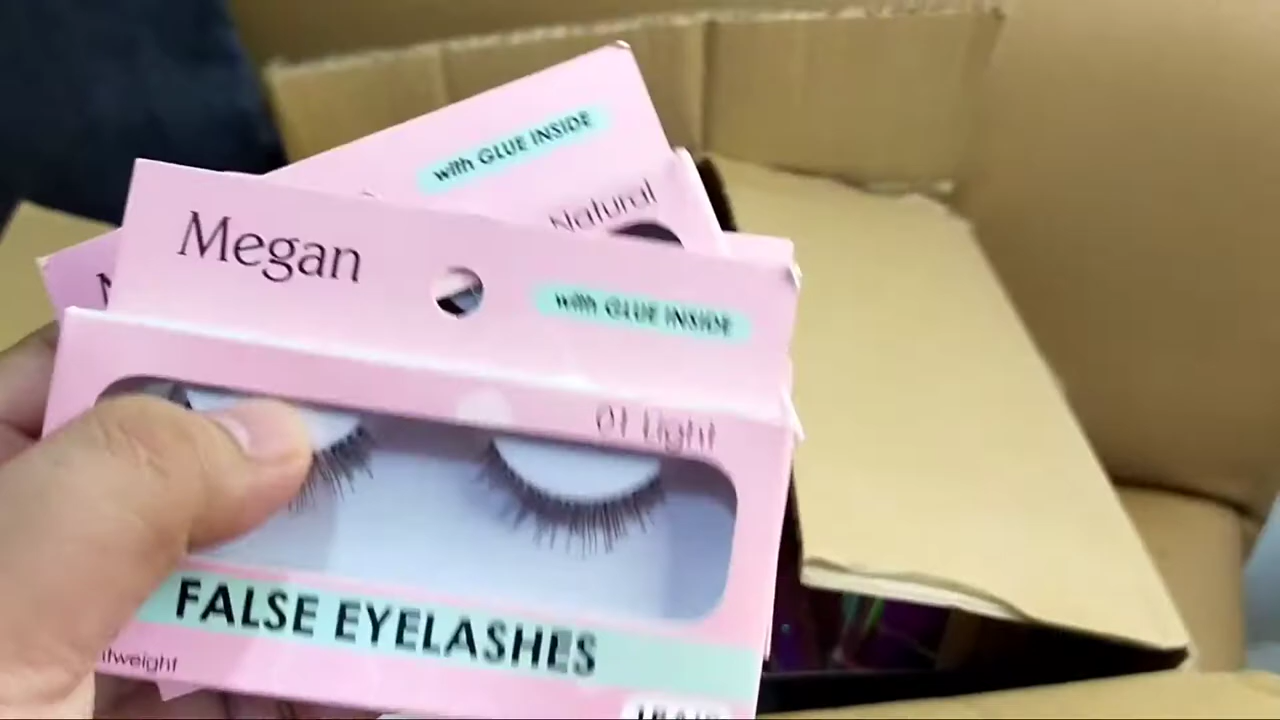 with GLUE INSIDE
Natural
Megan
with GLUE INSIDE
01 Light
FALSE EYELASHES